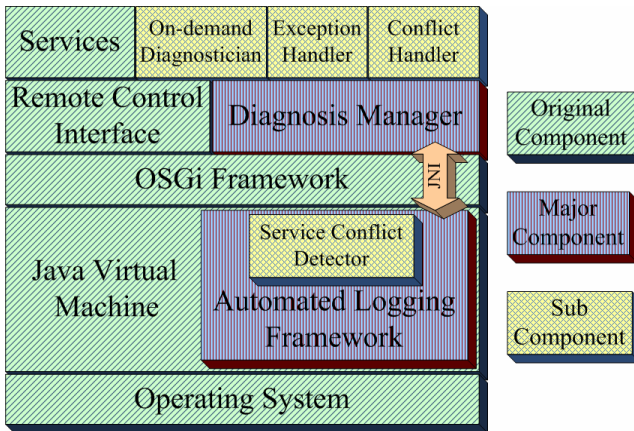 Services
On-demand
Diagnostician
Exception
Handler
Conflict
Handler
Remote Control
Interface
Diagnosis Manager
JNI
OSGi Framework
Java Virtual
Machine
Service Conflict
Detector
Automated Logging
Framework
Operating System
Original
Component
Major
Component
Sub
Component